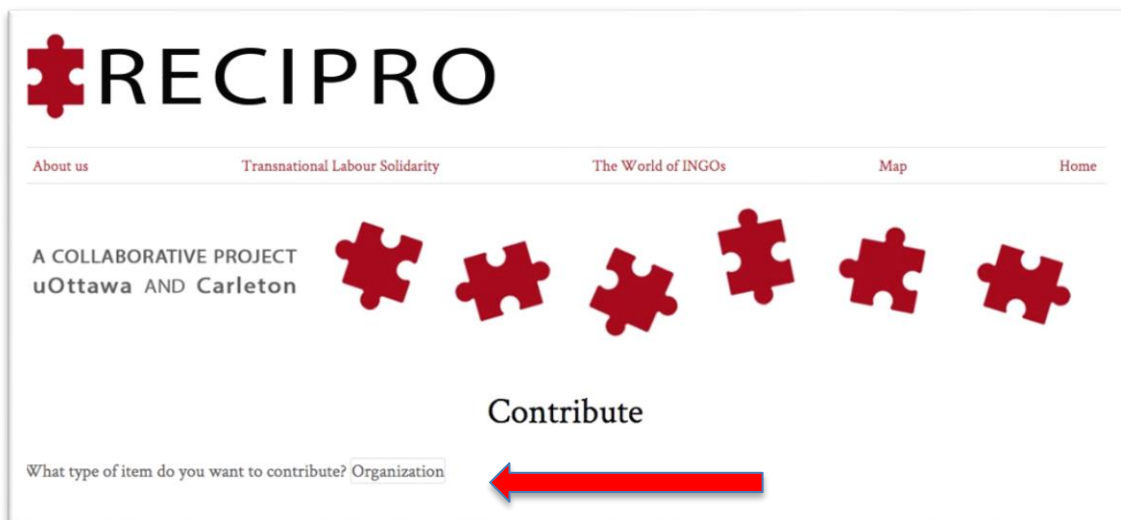 RECIPRO
About us Transnational Labour Solidarity The World of INGOs Map Home
A COLLABORATIVE PROJECT
uOttawa AND Carleton
Contribute
What type of item do you want to contribute? Organization